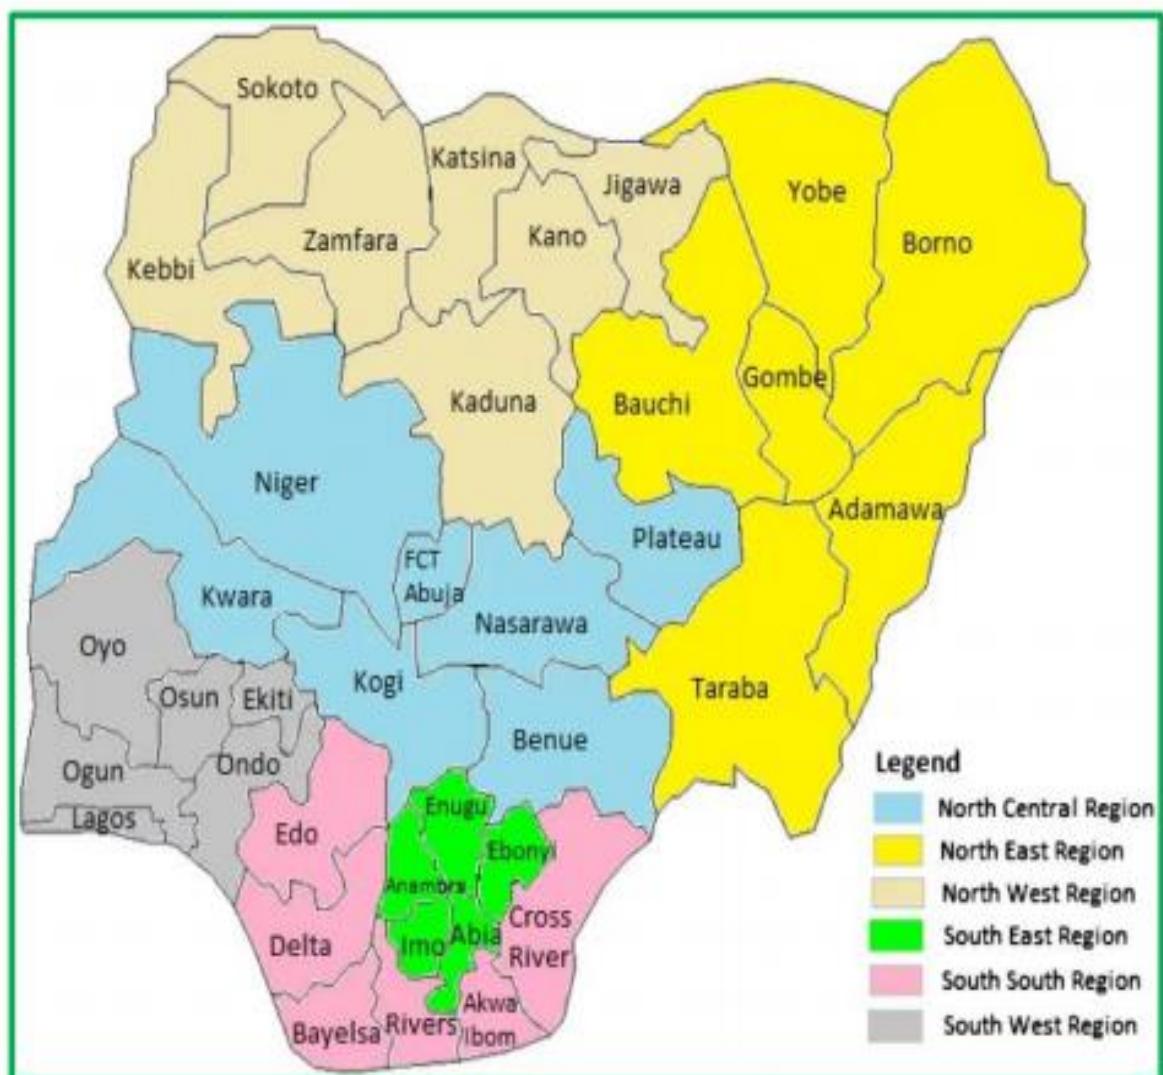 Sokoto
Katsina
Jigawa
Yobe
Borno
Kano
Zamfara
Kebbi
Kaduna
Bauchi
Gombe
Niger
Adamawa
Plateau
FCT
Abuja
Kwara
Nasarawa
Oyo
Kogi
Taraba
Osun
Ekiti
Benue
Ogun
Ondo
Lagos
Edo
Enugu
Ebonyi
Anambra
Imo
Abia
Cross
River
Delta
Bayelsa
Rivers
Akwa
Ibom
Legend
North Central Region
North East Region
North West Region
South East Region
South South Region
South West Region